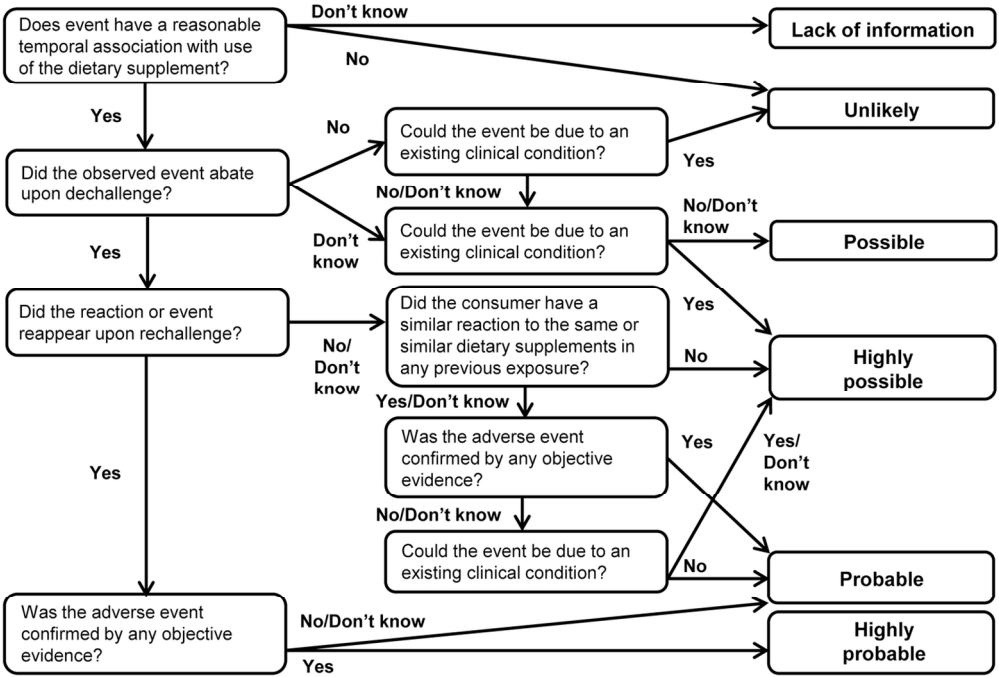 Does event have a reasonable
temporal association with use
of the dietary supplement?
Don't know
Lack of information
No
Unlikely
Yes
No
Could the event be due to an
existing clinical condition?
Yes
Did the observed event abate
upon dechallenge?
No/Don't know
Don't
know
Could the event be due to an
existing clinical condition?
No/Don't
know
Possible
Yes
Yes
Did the reaction or event
reappear upon rechallenge?
No/
Don't
know
Did the consumer have a
similar reaction to the same or
similar dietary supplements in
any previous exposure?
No
Highly
possible
Yes/Don't know
Was the adverse event
confirmed by any objective
evidence?
Yes
Yes/
Don't
know
Yes
No/Don't know
Could the event be due to an
existing clinical condition?
No
Probable
Was the adverse event
confirmed by any objective
evidence?
No/Don't know
Yes
Highly
probable